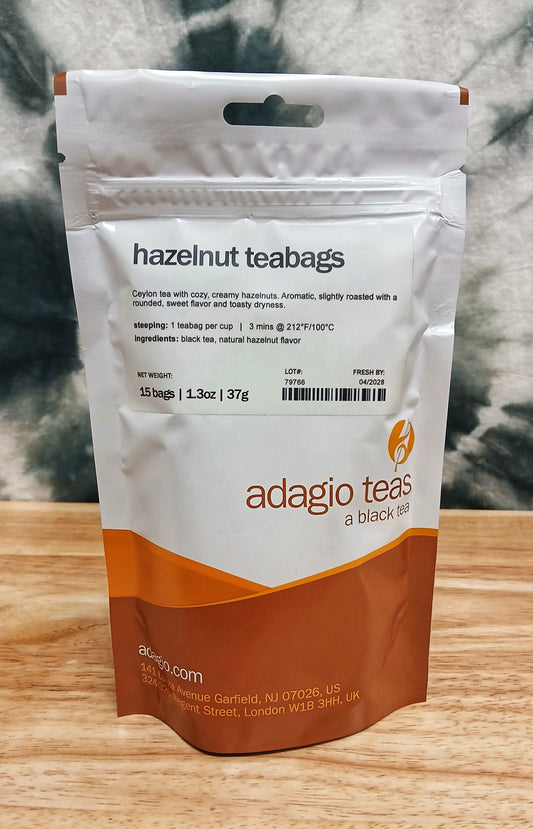 hazelnut teabags
Ceylon tea with cozy, creamy hazelnuts. Aromatic, slightly roasted with a
rounded, sweet flavor and toasty dryness.
steeping: 1 teabag per cup | 3 mins @ 212°F/100°C
ingredients: black tea, natural hazelnut flavor
NET WEIGHT:
15 bags | 1.3oz | 37g
LOT#:
79766
FRESH BY:
04/2028
adagio teas
a black tea
adagio.com
141 Avenue Garfield, NJ 07026, US
Regent Street, London W1B 3HH, UK